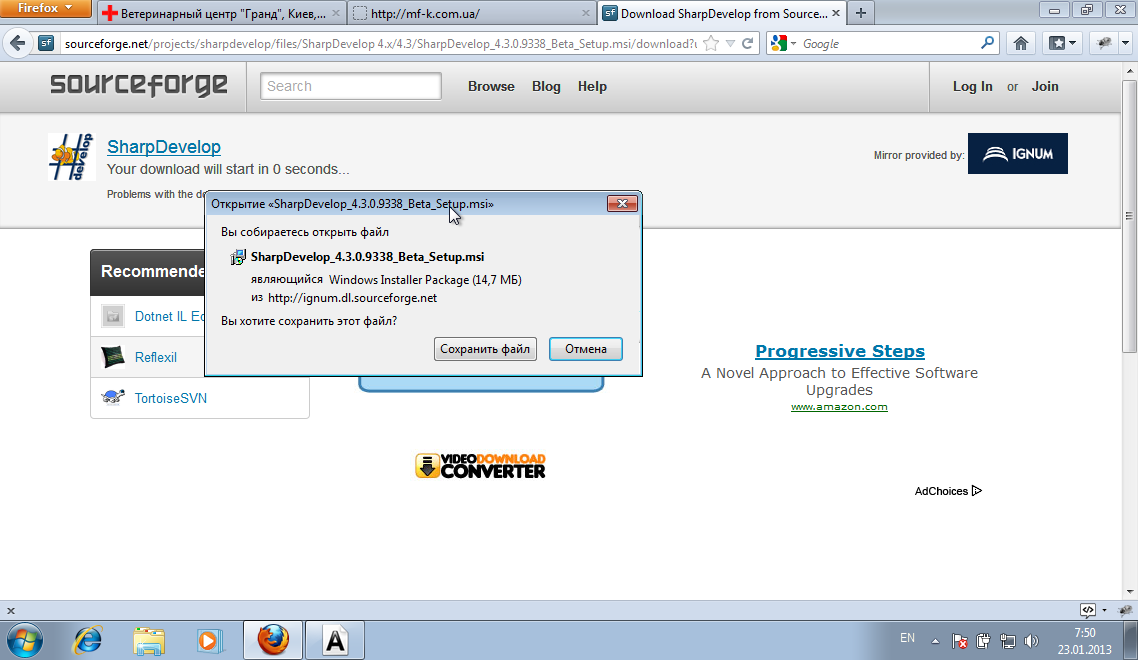 Firefox
Ветеринарный центр "Гранд", Киев,...
http://mf-k.com.ua/
Download SharpDevelop from Source...
sf
sourceforge.net/projects/sharpdevelop/files/SharpDevelop 4.x/4.3/SharpDevelop_4.3.0.9338_Beta_Setup.msi/download?u
Google
sourceforge
Search
Browse
Blog
Help
Log In
or
Join
develop
SharpDevelop
Your download will start in 0 seconds...
Problems with the do
Mirror provided by:
IGNUM
Открытие «SharpDevelop_4.3.0.9338_Beta_Setup.msi»
Вы собираетесь открыть файл
SharpDevelop_4.3.0.9338_Beta_Setup.msi
являющийся Windows Installer Package (14,7 МБ)
из http://ignum.dl.sourceforge.net
Вы хотите сохранить этот файл?
Сохранить файл
Отмена
Recommende
Dotnet IL Ed
Reflexil
TortoiseSVN
Progressive Steps
A Novel Approach to Effective Software
Upgrades
www.amazon.com
VIDEODOWNLOAD
CONVERTER
AdChoices
A
EN
7:50
23.01.2013